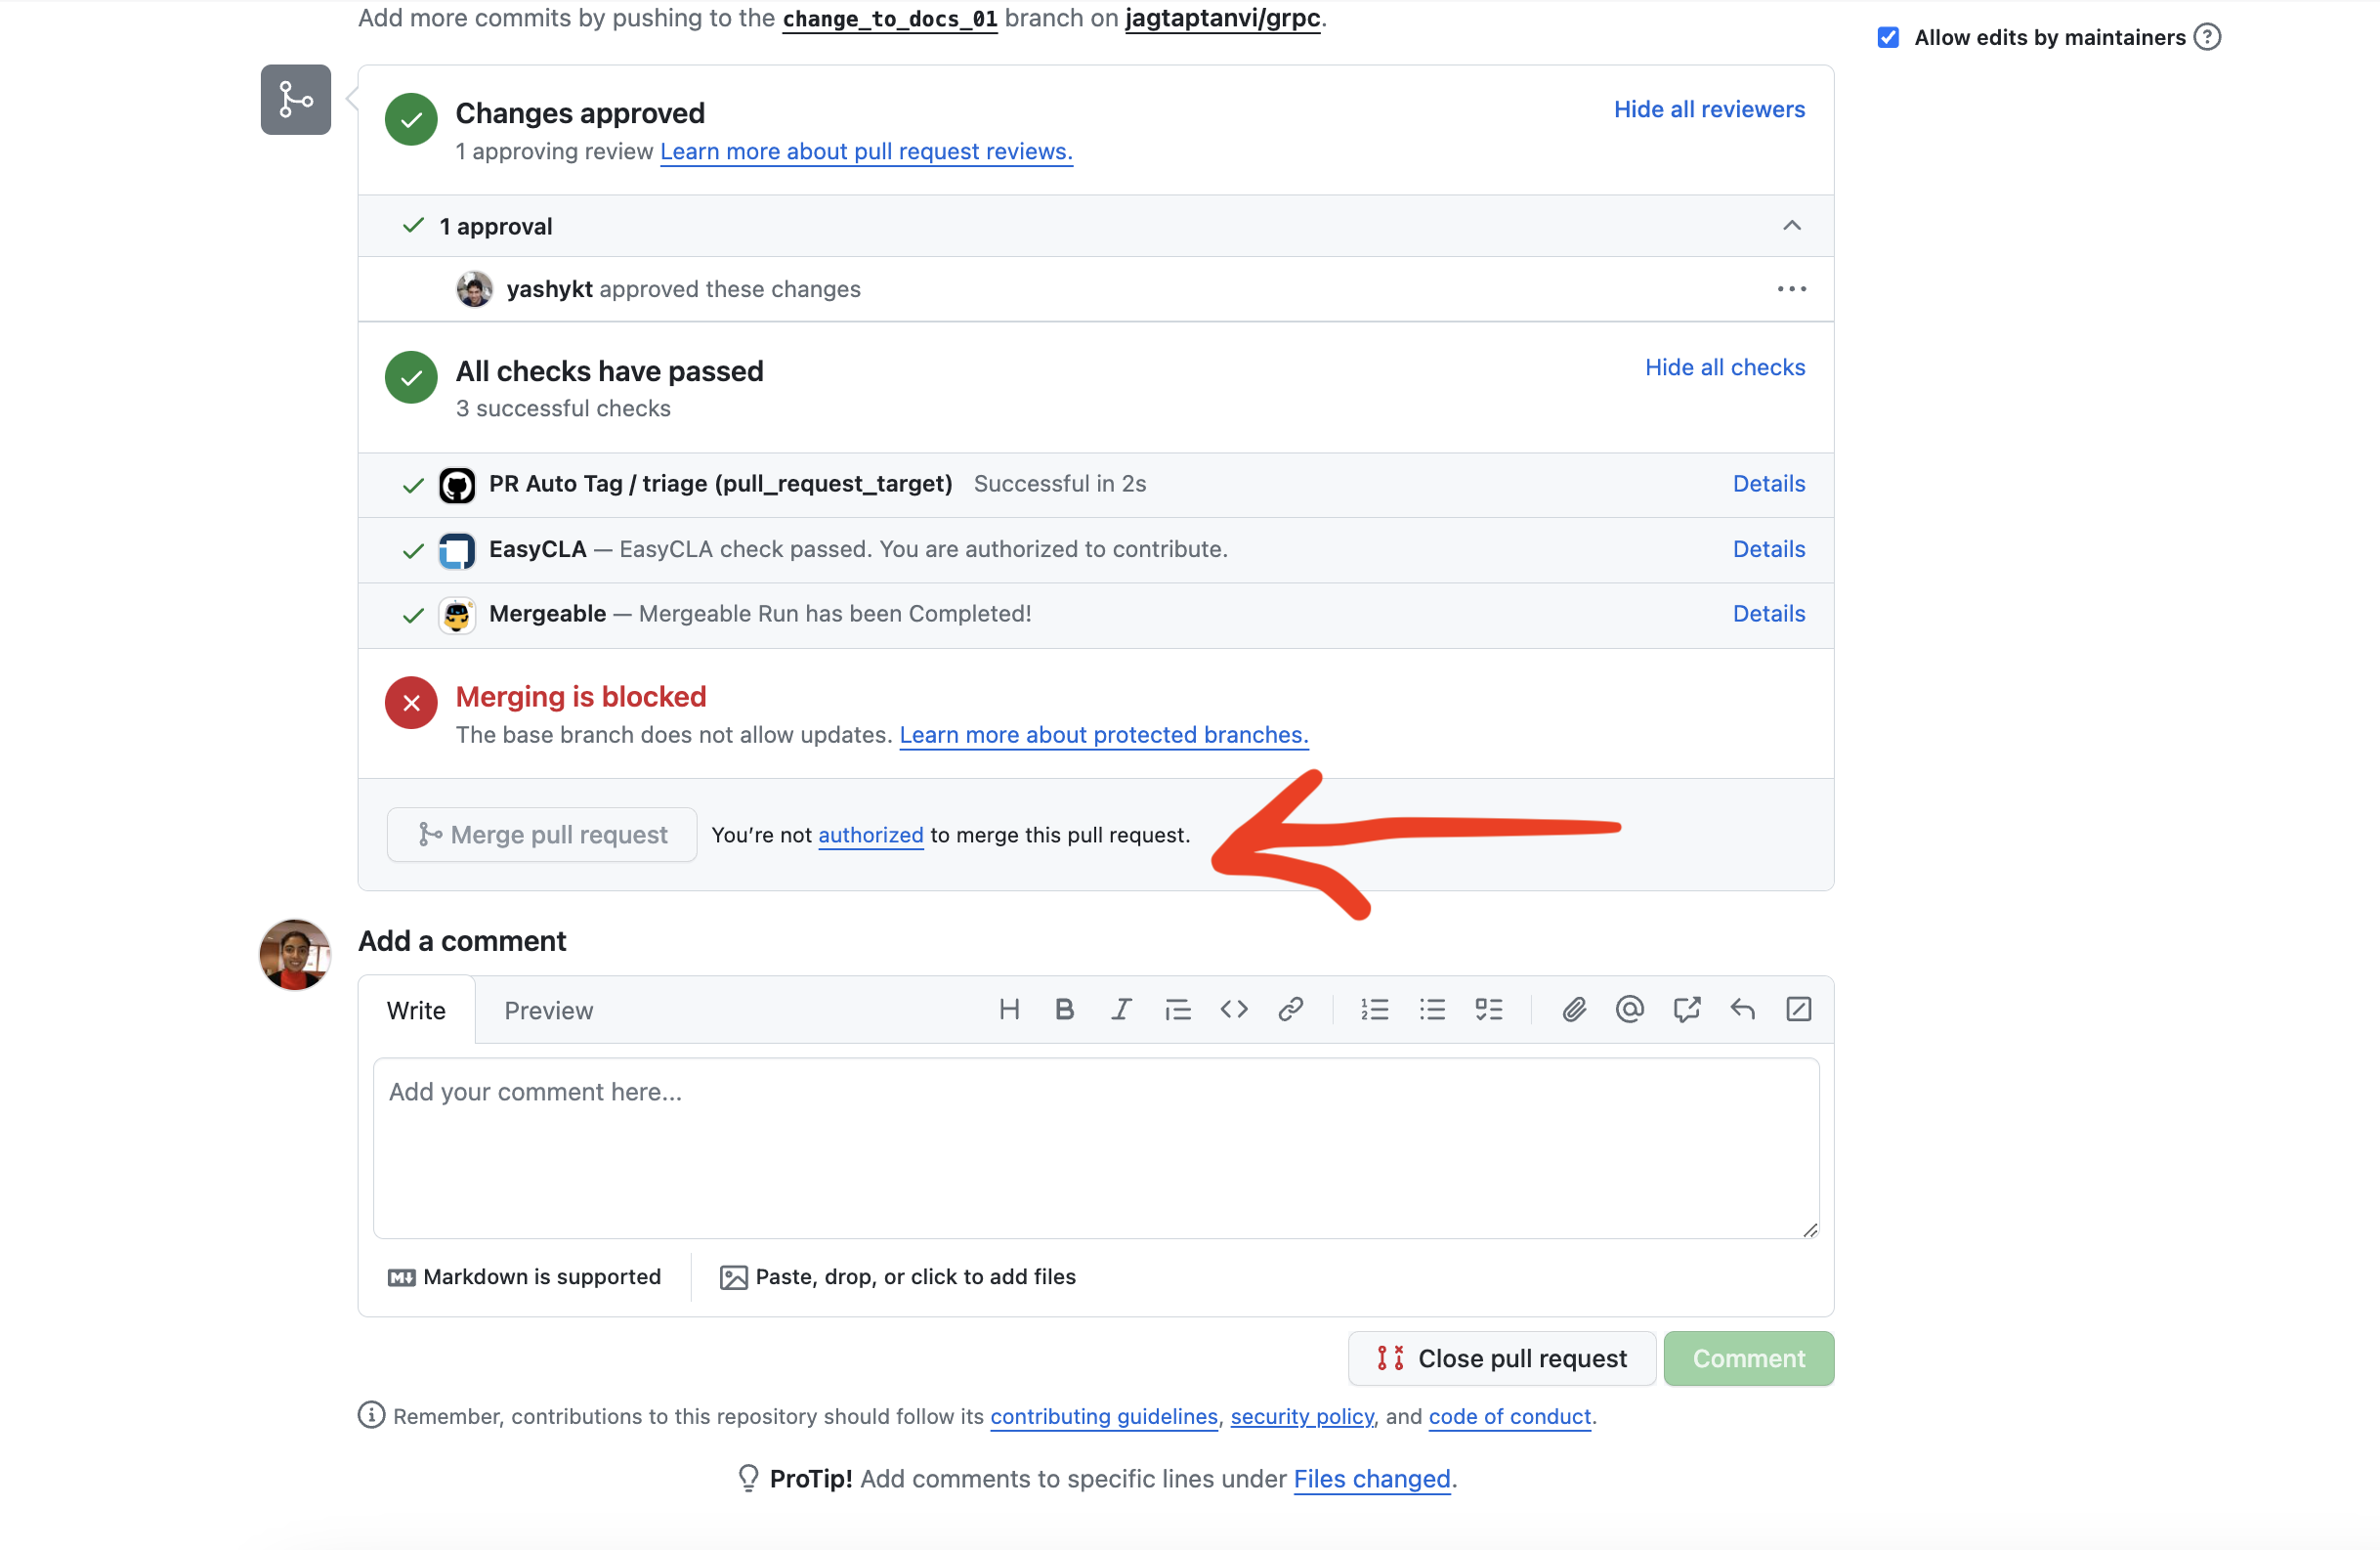 Add more commits by pushing to the change_to_docs_01 branch on jagtaptanvi/grpc.
Allow edits by maintainers ?
Changes approved
Hide all reviewers
1 approving review Learn more about pull request reviews.
1 approval
yashykt approved these changes
All checks have passed
Hide all checks
3 successful checks
PR Auto Tag / triage (pull_request_target) Successful in 2s
Details
EasyCLA — EasyCLA check passed. You are authorized to contribute.
Details
Mergeable — Mergeable Run has been Completed!
Details
Merging is blocked
The base branch does not allow updates. Learn more about protected branches.
Merge pull request
You’re not authorized to merge this pull request.
Add a comment
Write
Preview
Add your comment here...
Markdown is supported
Paste, drop, or click to add files
Close pull request
Comment
Remember, contributions to this repository should follow its contributing guidelines, security policy, and code of conduct.
ProTip! Add comments to specific lines under Files changed.